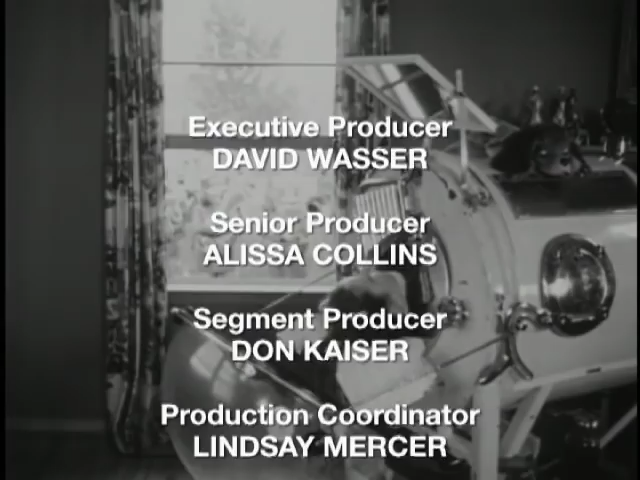 Executive Producer
DAVID WASSER
Senior Producer
ALISSA COLLINS
Segment Producer
DON KAISER
Production Coordinator
LINDSAY MERCER